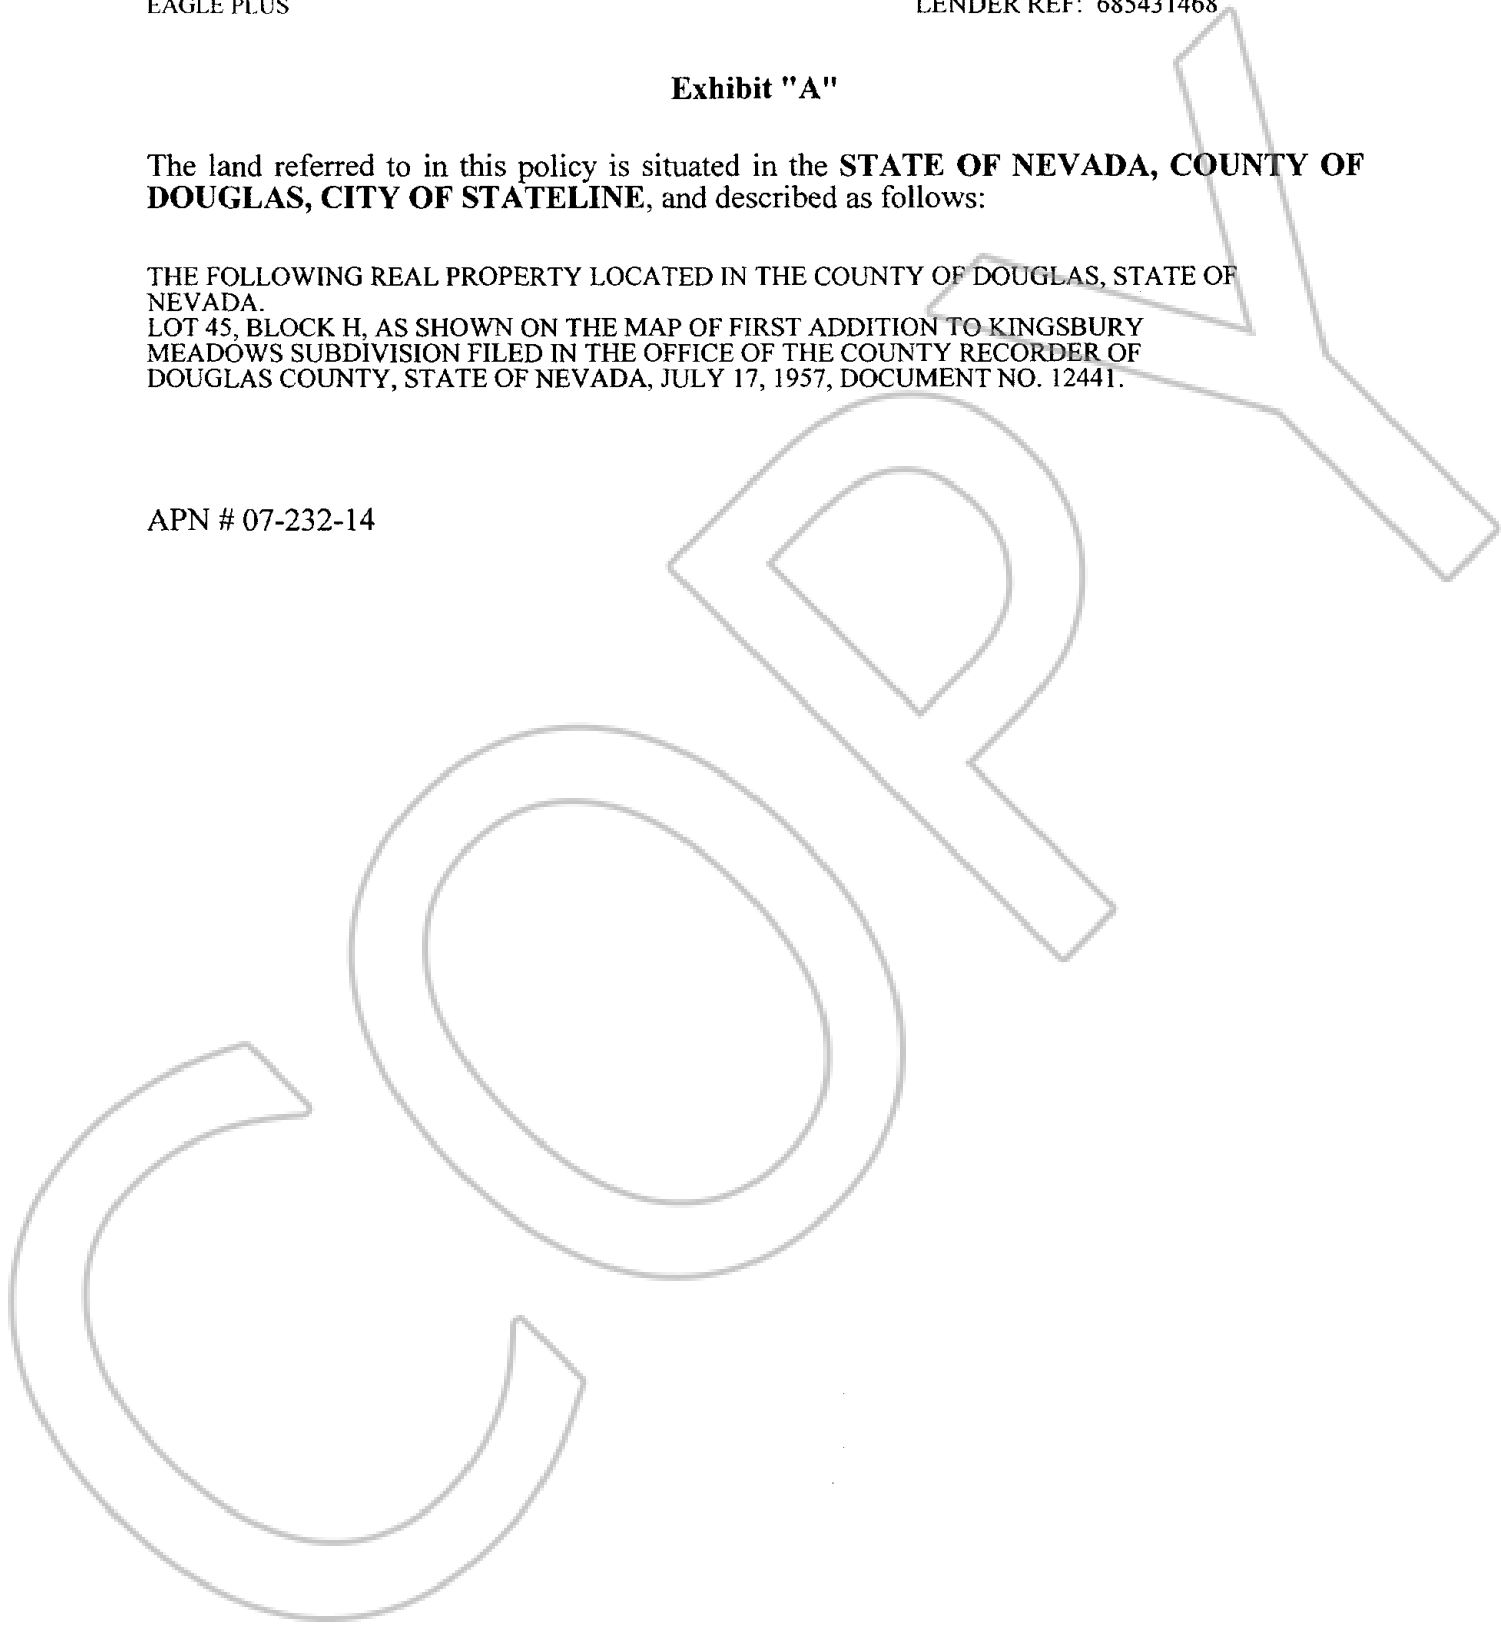 EAGLE PLUS LENDER REF: 685431468
Exhibit "A"
The land referred to in this policy is situated in the STATE OF NEVADA, COUNTY OF
DOUGLAS, CITY OF STATELINE, and described as follows:
THE FOLLOWING REAL PROPERTY LOCATED IN THE COUNTY OF DOUGLAS, STATE OF
NEVADA.
LOT 45, BLOCK H, AS SHOWN ON THE MAP OF FIRST ADDITION TO KINGSBURY
MEADOWS SUBDIVISION FILED IN THE OFFICE OF THE COUNTY RECORDER OF
DOUGLAS COUNTY, STATE OF NEVADA, JULY 17, 1957, DOCUMENT NO. 12441.
APN # 07-232-14
COPY